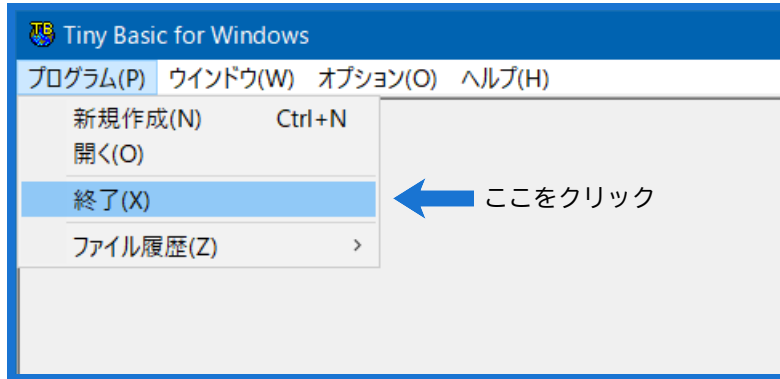 Tiny Basic for Windows
プログラム(P) ウインドウ(W) オプション(O) ヘルプ(H)
新規作成(N) Ctrl+N
開く(O)
終了(X)
ここをクリック
ファイル履歴(Z) >